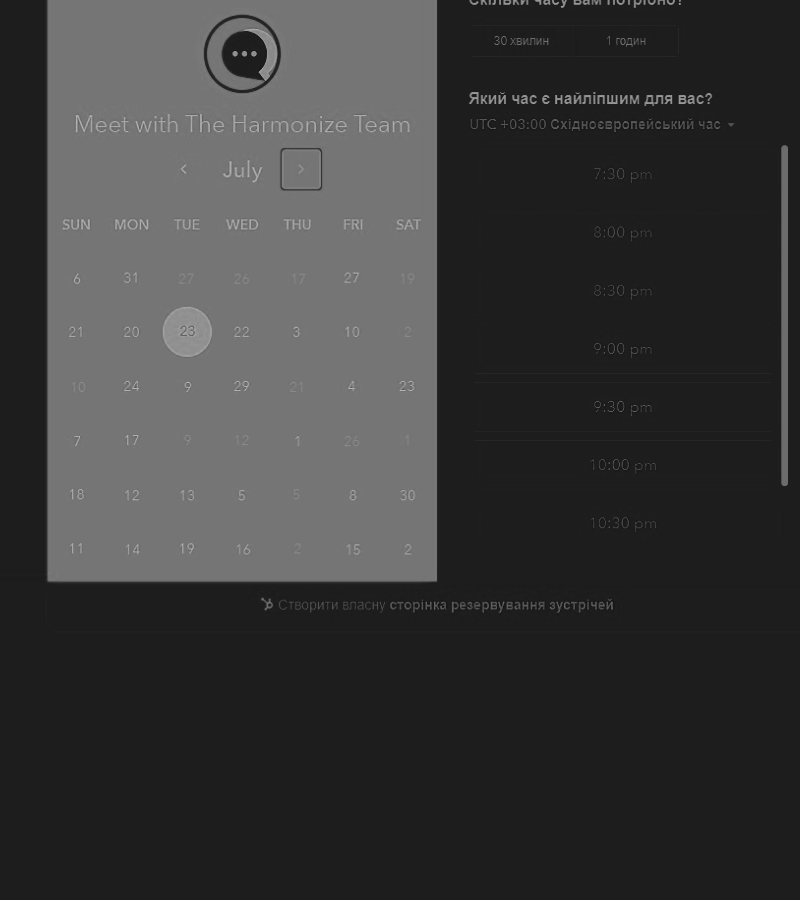 Скільки часу вам потрібно?
30 хвилин 1 годин
Meet with The Harmonize Team
July
SUN MON TUE WED THU FRI SAT
6 31 27 26 17 27 19
21 20 23 22 3 10 2
10 24 9 29 21 4 23
7 17 9 12 1 26 1
18 12 13 5 5 8 30
11 14 19 16 2 15 2
Який час є найліпшим для вас?
UTC +03:00 Східноєвропейський час
7:30 pm
8:00 pm
8:30 pm
9:00 pm
9:30 pm
10:00 pm
10:30 pm
Створити власну сторінка резервування зустрічей